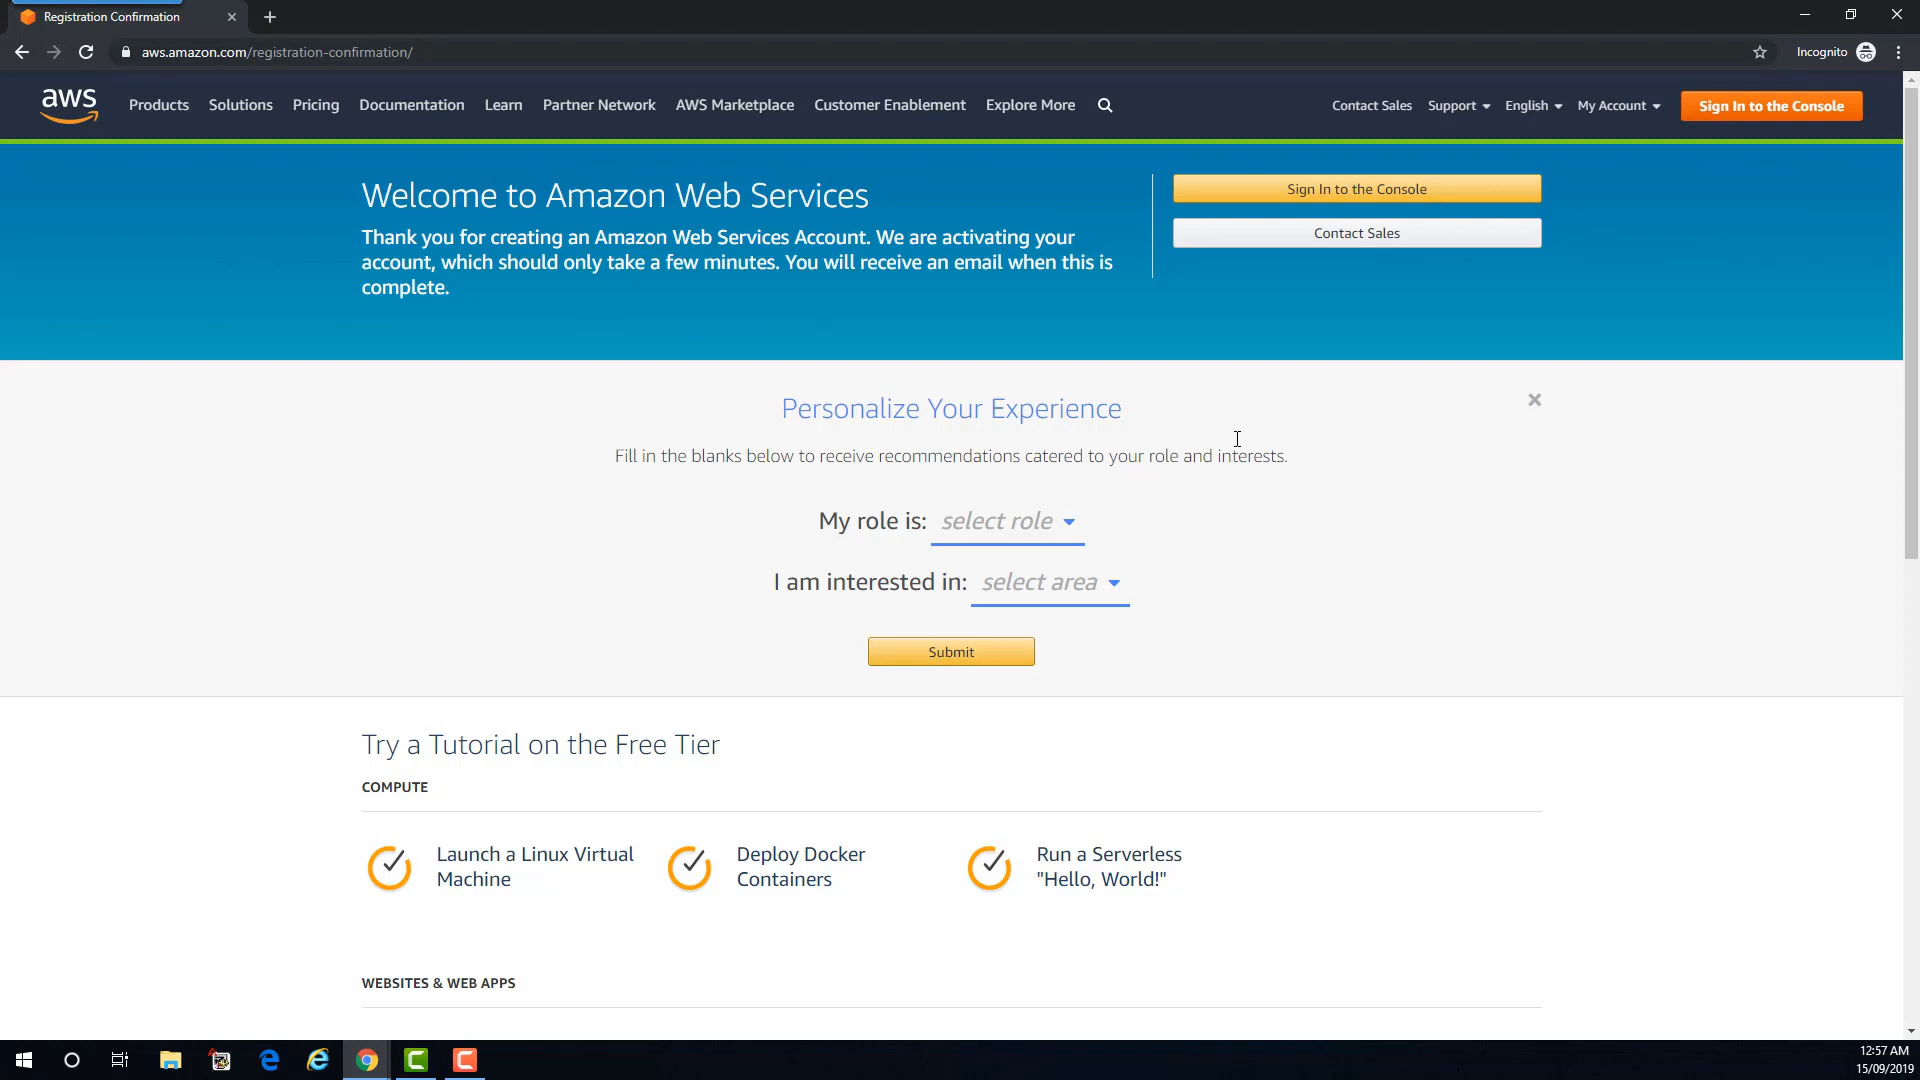 Registration Confirmation
aws.amazon.com/registration-confirmation/
Incognito
aws
Products
Solutions
Pricing
Documentation
Learn
Partner Network
AWS Marketplace
Customer Enablement
Explore More
Contact Sales
Support
English
My Account
Sign In to the Console
Welcome to Amazon Web Services
Thank you for creating an Amazon Web Services Account. We are activating your
account, which should only take a few minutes. You will receive an email when this is
complete.
Sign In to the Console
Contact Sales
Personalize Your Experience
Fill in the blanks below to receive recommendations catered to your role and interests.
My role is: select role
I am interested in: select area
Submit
Try a Tutorial on the Free Tier
COMPUTE
Launch a Linux Virtual
Machine
Deploy Docker
Containers
Run a Serverless
"Hello, World!"
WEBSITES & WEB APPS
12:57 AM
15/09/2019